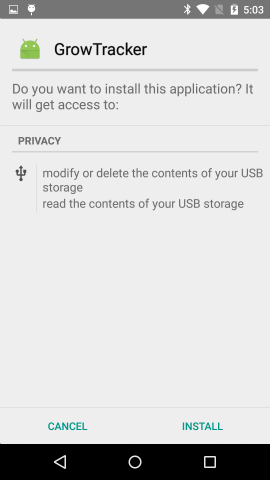 5:03
GrowTracker
Do you want to install this application? It
will get access to:
PRIVACY
modify or delete the contents of your USB
storage
read the contents of your USB storage
CANCEL
INSTALL